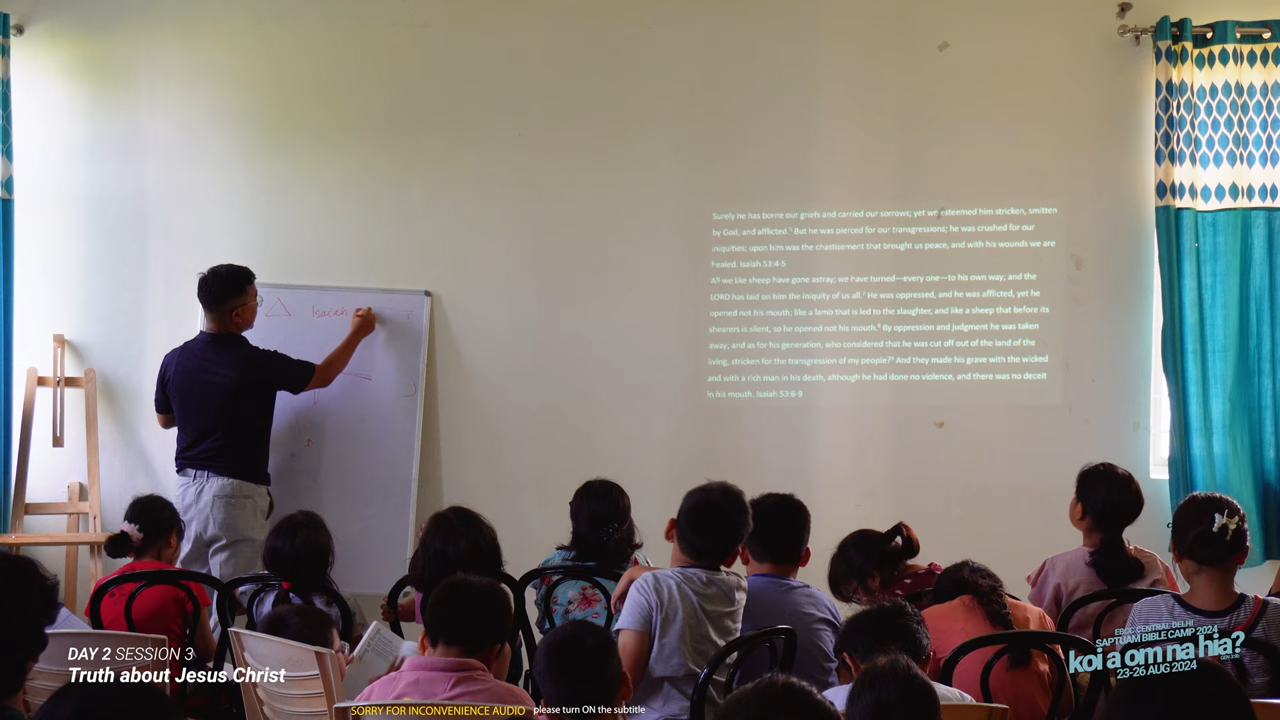 Isaiah
Surely he has borne our griefs and carried our sorrows; yet we esteemed him stricken, smitten
by God, and afflicted.⁵ But he was pierced for our transgressions; he was crushed for our
iniquities; upon him was the chastisement that brought us peace, and with his wounds we are
healed. Isaiah 53:4-5
All we like sheep have gone astray; we have turned—every one—to his own way; and the
LORD has laid on him the iniquity of us all.⁷ He was oppressed, and he was afflicted, yet he
opened not his mouth; like a lamb that is led to the slaughter, and like a sheep that before its
shearers is silent, so he opened not his mouth.⁸ By oppression and judgment he was taken
away; and as for his generation, who considered that he was cut off out of the land of the
living, stricken for the transgression of my people?⁹ And they made his grave with the wicked
and with a rich man in his death, although he had done no violence, and there was no deceit
in his mouth. Isaiah 53:6-9
DAY 2 SESSION 3
Truth about Jesus Christ
EBCC CENTRAL DELHI
SAPTUAM BIBLE CAMP 2024
koi a om na hia?
GEN 3:9b
23-26 AUG 2024
SORRY FOR INCONVENIENCE AUDIO please turn ON the subtitle